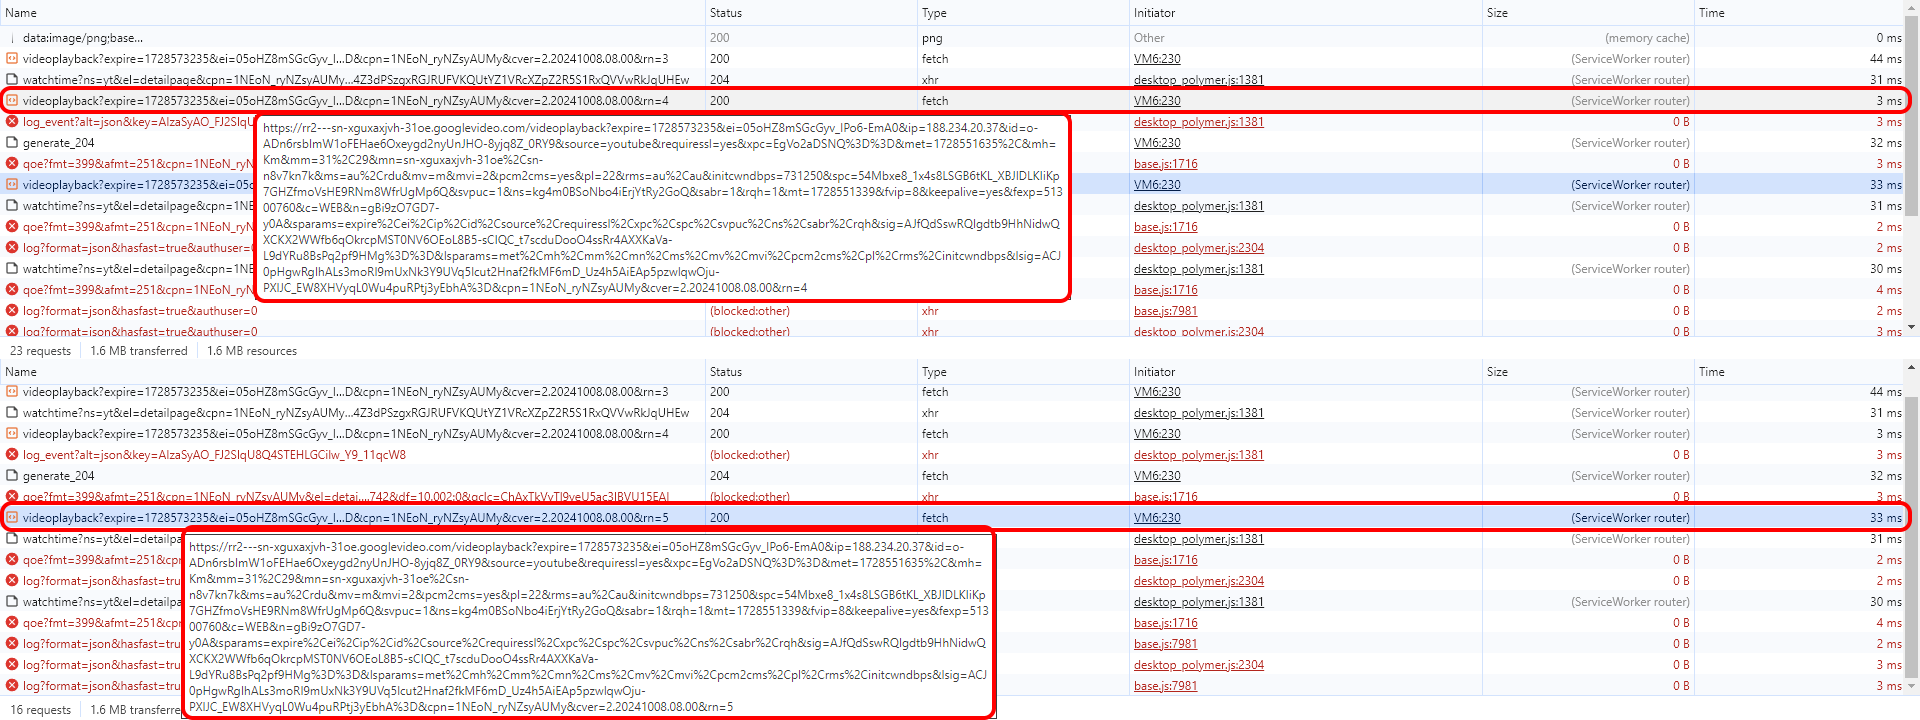 Name Status Type Initiator Size Time
data:image/png;base... 200 png Other (memory cache) 0 ms
videoplayback?expire=1728573235&ei=05oHZ8mSGcGyv_I...D&cpn=1NEoN_ryNZsyAUMy&cver=2.20241008.08.00&rn=3 200 fetch VM6:230 (ServiceWorker router) 44 ms
watchtime?ns=yt&el=detailpage&cpn=1NEoN_ryNZsyAUMy...4Z3dPSzgxRGJRUFVKQUtYZ1VRcXZpZ2R5S1RxQVVwRkJqUHEw 204 xhr desktop_polymer.js:1381 (ServiceWorker router) 31 ms
videoplayback?expire=1728573235&ei=05oHZ8mSGcGyv_I...D&cpn=1NEoN_ryNZsyAUMy&cver=2.20241008.08.00&rn=4 200 fetch VM6:230 (ServiceWorker router) 3 ms
log_event?alt=json&key=AIzaSyAO_FJ2SlqU desktop_polymer.js:1381 0 B 3 ms
generate_204 VM6:230 (ServiceWorker router) 32 ms
qoe?fmt=399&afmt=251&cpn=1NEoN_ryNZsyAUM base.js:1716 0 B 3 ms
videoplayback?expire=1728573235&ei=05o VM6:230 (ServiceWorker router) 33 ms
watchtime?ns=yt&el=detailpage&cpn=1NE desktop_polymer.js:1381 (ServiceWorker router) 31 ms
qoe?fmt=399&afmt=251&cpn=1NEoN_ry base.js:1716 0 B 2 ms
log?format=json&hasfast=true&authuser=0 desktop_polymer.js:2304 0 B 2 ms
watchtime?ns=yt&el=detailpage&cpn=1NE desktop_polymer.js:1381 (ServiceWorker router) 30 ms
qoe?fmt=399&afmt=251&cpn=1NEoN_ry base.js:1716 0 B 4 ms
log?format=json&hasfast=true&authuser=0 (blocked:other) xhr base.js:7981 0 B 2 ms
log?format=json&hasfast=true&authuser=0 (blocked:other) xhr desktop_polymer.js:2304 0 B 3 ms
https://rr2---sn-xguxaxjvh-31oe.googlevideo.com/videoplayback?expire=1728573235&ei=05oHZ8mSGcGyv_IPo6-EmA0&ip=188.234.20.37&id=o-
ADn6rsbImW1oFEHae6Oxeygd2nyUnJHO-8yjq8Z_0RY9&source=youtube&requiressl=yes&xpc=EgVo2aDSNQ%3D%3D&met=1728551635%2C&mh=
Km&mm=31%2C29&mn=sn-xguxaxjvh-31oe%2Csn-
n8v7kn7k&ms=au%2Crdu&mv=m&mvi=2&pcm2cms=yes&pl=22&rms=au%2Cau&initcwndbps=731250&spc=54Mbxe8_1x4s8LSGB6tKL_XBJIDLKIiKp
7GHZfmoVsHE9RNm8WfrUgMp6Q&svpuc=1&ns=kg4m0BSoNbo4iErjYtRy2GoQ&sabr=1&rqh=1&mt=1728551339&fvip=8&keepalive=yes&fexp=513
00760&c=WEB&n=gBi9zO7GD7-
y0A&sparams=expire%2Cei%2Cip%2Cid%2Csource%2Crequiressl%2Cxpc%2Cspc%2Csvpuc%2Cns%2Csabr%2Crqh&sig=AJfQdSswRQIgdtb9HhNidwQ
XCKX2WWfb6qOkrcpMST0NV6OEoL8B5-sCIQC_t7scduDooO4ssRr4AXXKaVa-
L9dYRu8BsPq2pf9HMg%3D%3D&lsparams=met%2Cmh%2Cmm%2Cmn%2Cms%2Cmv%2Cmvi%2Cpcm2cms%2Cpl%2Crms%2Cinitcwndbps&lsig=ACJ
0pHgwRgIhALs3moRl9mUxNk3Y9UVq5lcut2Hnaf2fkMF6mD_Uz4h5AiEAp5pzwlqwOju-
PXIJC_EW8XHVyqL0Wu4puRPtj3yEbhA%3D&cpn=1NEoN_ryNZsyAUMy&cver=2.20241008.08.00&rn=4
23 requests 1.6 MB transferred 1.6 MB resources
Name Status Type Initiator Size Time
videoplayback?expire=1728573235&ei=05oHZ8mSGcGyv_I...D&cpn=1NEoN_ryNZsyAUMy&cver=2.20241008.08.00&rn=3 200 fetch VM6:230 (ServiceWorker router) 44 ms
watchtime?ns=yt&el=detailpage&cpn=1NEoN_ryNZsyAUMy...4Z3dPSzgxRGJRUFVKQUtYZ1VRcXZpZ2R5S1RxQVVwRkJqUHEw 204 xhr desktop_polymer.js:1381 (ServiceWorker router) 31 ms
videoplayback?expire=1728573235&ei=05oHZ8mSGcGyv_I...D&cpn=1NEoN_ryNZsyAUMy&cver=2.20241008.08.00&rn=4 200 fetch VM6:230 (ServiceWorker router) 3 ms
log_event?alt=json&key=AIzaSyAO_FJ2SlqU8Q4STEHLGCilw_Y9_11qcW8 (blocked:other) xhr desktop_polymer.js:1381 0 B 3 ms
generate_204 204 fetch VM6:230 (ServiceWorker router) 32 ms
qoe?fmt=399&afmt=251&cpn=1NEoN_ryNZsyAUMy&el=detai....742&df=10.002:0&qclc=ChAxTkVvTl9yeU5ac3lBVU15EAI (blocked:other) xhr base.js:1716 0 B 3 ms
videoplayback?expire=1728573235&ei=05oHZ8mSGcGyv_I...D&cpn=1NEoN_ryNZsyAUMy&cver=2.20241008.08.00&rn=5 200 fetch VM6:230 (ServiceWorker router) 33 ms
watchtime?ns=yt&el=detailpa desktop_polymer.js:1381 (ServiceWorker router) 31 ms
qoe?fmt=399&afmt=251&cpn base.js:1716 0 B 2 ms
log?format=json&hasfast=tru desktop_polymer.js:2304 0 B 2 ms
watchtime?ns=yt&el=detailpa desktop_polymer.js:1381 (ServiceWorker router) 30 ms
qoe?fmt=399&afmt=251&cpn base.js:1716 0 B 4 ms
log?format=json&hasfast=tru base.js:7981 0 B 2 ms
log?format=json&hasfast=tru desktop_polymer.js:2304 0 B 3 ms
log?format=json&hasfast=tru base.js:7981 0 B 2 ms
https://rr2---sn-xguxaxjvh-31oe.googlevideo.com/videoplayback?expire=1728573235&ei=05oHZ8mSGcGyv_IPo6-EmA0&ip=188.234.20.37&id=o-
ADn6rsbImW1oFEHae6Oxeygd2nyUnJHO-8yjq8Z_0RY9&source=youtube&requiressl=yes&xpc=EgVo2aDSNQ%3D%3D&met=1728551635%2C&mh=
Km&mm=31%2C29&mn=sn-xguxaxjvh-31oe%2Csn-
n8v7kn7k&ms=au%2Crdu&mv=m&mvi=2&pcm2cms=yes&pl=22&rms=au%2Cau&initcwndbps=731250&spc=54Mbxe8_1x4s8LSGB6tKL_XBJIDLKIiKp
7GHZfmoVsHE9RNm8WfrUgMp6Q&svpuc=1&ns=kg4m0BSoNbo4iErjYtRy2GoQ&sabr=1&rqh=1&mt=1728551339&fvip=8&keepalive=yes&fexp=513
00760&c=WEB&n=gBi9zO7GD7-
y0A&sparams=expire%2Cei%2Cip%2Cid%2Csource%2Crequiressl%2Cxpc%2Cspc%2Csvpuc%2Cns%2Csabr%2Crqh&sig=AJfQdSswRQIgdtb9HhNidwQ
XCKX2WWfb6qOkrcpMST0NV6OEoL8B5-sCIQC_t7scduDooO4ssRr4AXXKaVa-
L9dYRu8BsPq2pf9HMg%3D%3D&lsparams=met%2Cmh%2Cmm%2Cmn%2Cms%2Cmv%2Cmvi%2Cpcm2cms%2Cpl%2Crms%2Cinitcwndbps&lsig=ACJ
0pHgwRgIhALs3moRl9mUxNk3Y9UVq5lcut2Hnaf2fkMF6mD_Uz4h5AiEAp5pzwlqwOju-
PXIJC_EW8XHVyqL0Wu4puRPtj3yEbhA%3D&cpn=1NEoN_ryNZsyAUMy&cver=2.20241008.08.00&rn=5
16 requests 1.6 MB transferre